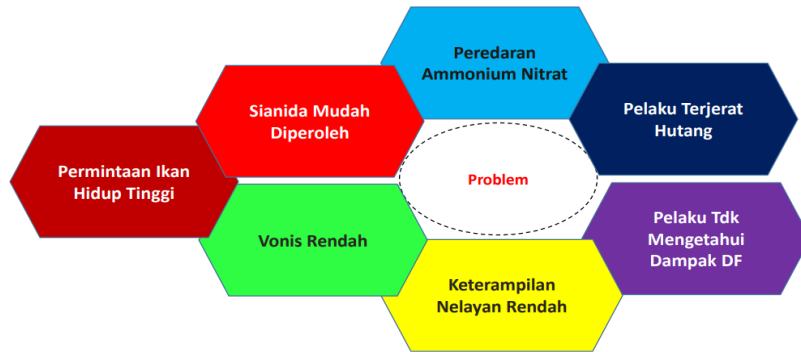 Peredaran
Ammonium Nitrat
Sianida Mudah
Diperoleh
Pelaku Terjerat
Hutang
Permintaan Ikan
Hidup Tinggi
Problem
Vonis Rendah
Pelaku Tdk
Mengetahui
Dampak DF
Keterampilan
Nelayan Rendah